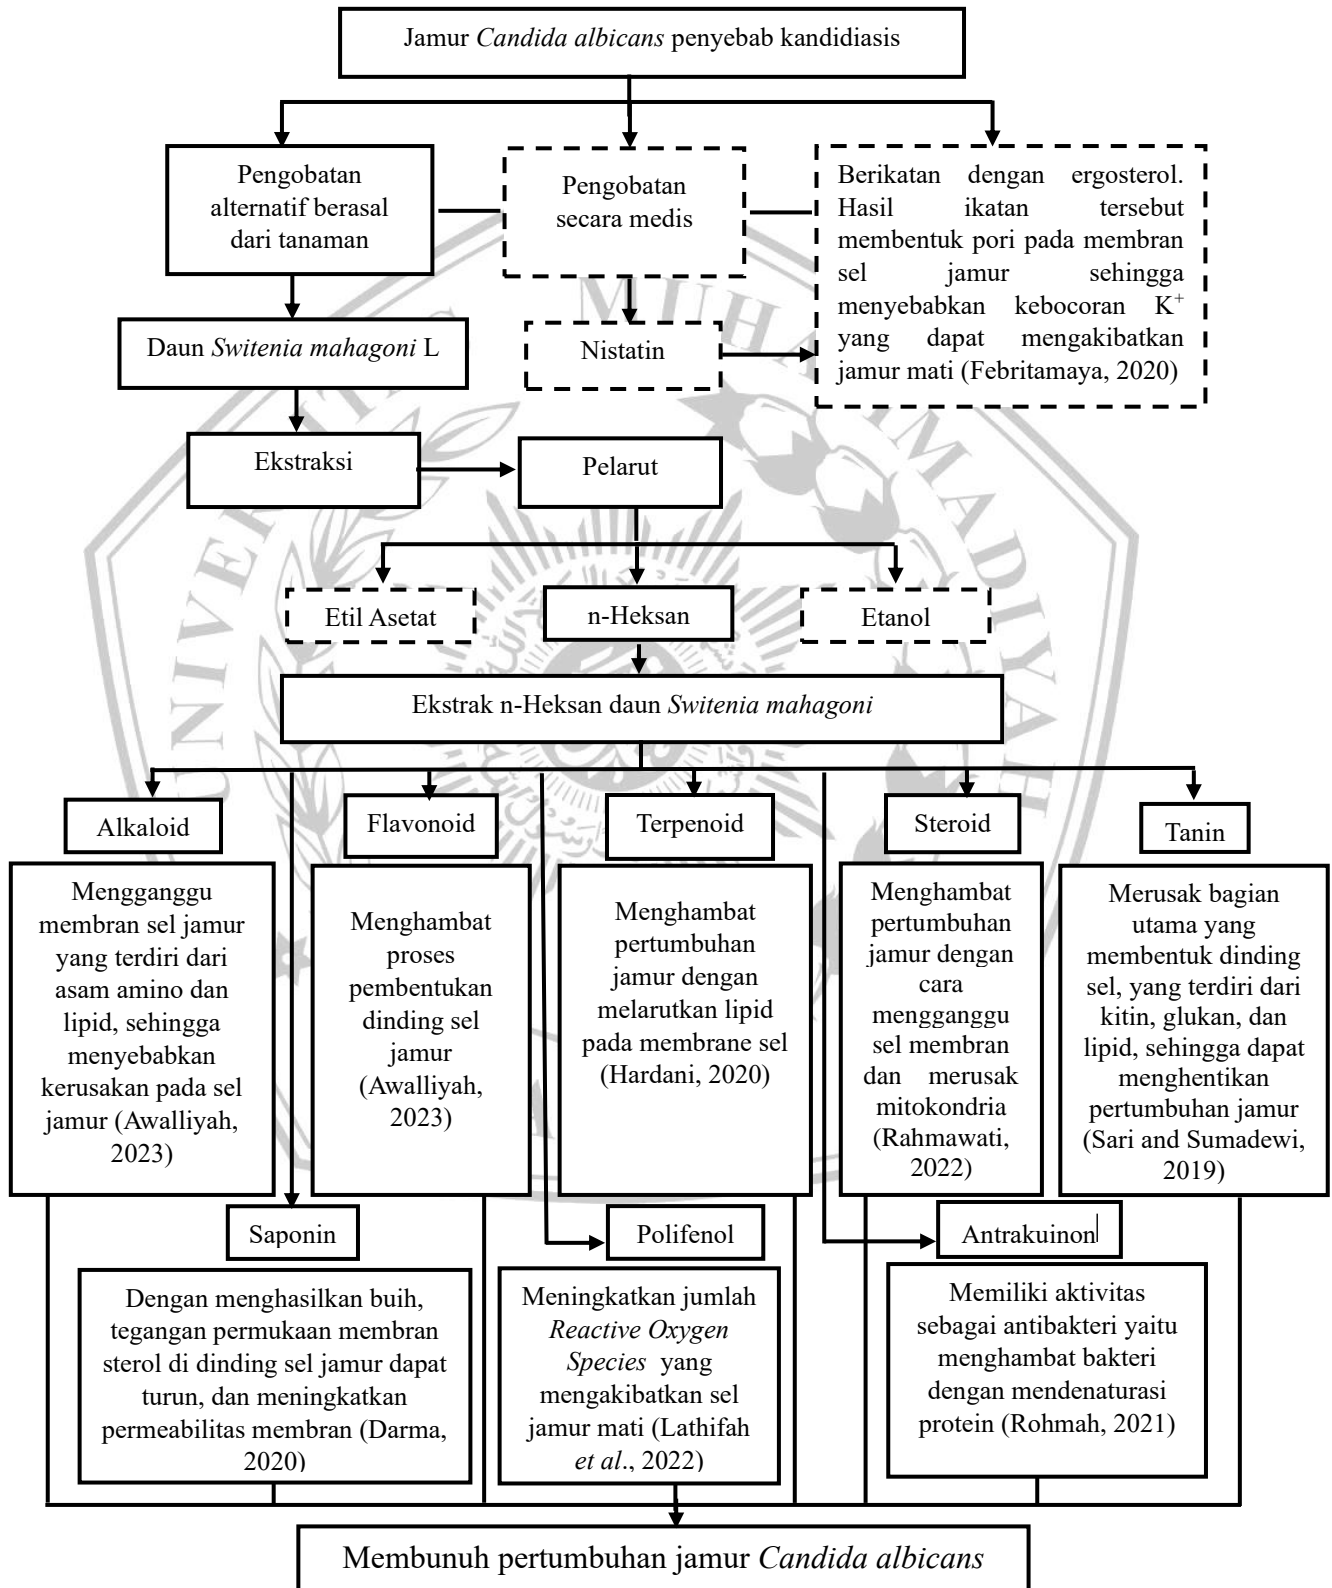 Jamur Candida albicans penyebab kandidiasis
Pengobatan
alternatif berasal
dari tanaman
Pengobatan
secara medis
Berikatan dengan ergosterol.
Hasil ikatan tersebut
membentuk pori pada membran
sel jamur sehingga
menyebabkan kebocoran K+
yang dapat mengakibatkan
jamur mati (Febritamaya, 2020)
Daun Switenia mahagoni L
Nistatin
Ekstraksi
Pelarut
Etil Asetat
n-Heksan
Etanol
Ekstrak n-Heksan daun Switenia mahagoni
Alkaloid
Flavonoid
Terpenoid
Steroid
Tanin
Mengganggu
membran sel jamur
yang terdiri dari
asam amino dan
lipid, sehingga
menyebabkan
kerusakan pada sel
jamur (Awalliyah,
2023)
Menghambat
proses
pembentukan
dinding sel
jamur
(Awalliyah,
2023)
Menghambat
pertumbuhan
jamur dengan
melarutkan lipid
pada membrane sel
(Hardani, 2020)
Menghambat
pertumbuhan
jamur dengan
cara
mengganggu
sel membran
dan merusak
mitokondria
(Rahmawati,
2022)
Merusak bagian
utama yang
membentuk dinding
sel, yang terdiri dari
kitin, glukan, dan
lipid, sehingga dapat
menghentikan
pertumbuhan jamur
(Sari and Sumadewi,
2019)
Saponin
Polifenol
Antrakuinon
Dengan menghasilkan buih,
tegangan permukaan membran
sterol di dinding sel jamur dapat
turun, dan meningkatkan
permeabilitas membran (Darma,
2020)
Meningkatkan jumlah
Reactive Oxygen
Species yang
mengakibatkan sel
jamur mati (Lathifah
et al., 2022)
Memiliki aktivitas
sebagai antibakteri yaitu
menghambat bakteri
dengan mendenaturasi
protein (Rohmah, 2021)
Membunuh pertumbuhan jamur Candida albicans